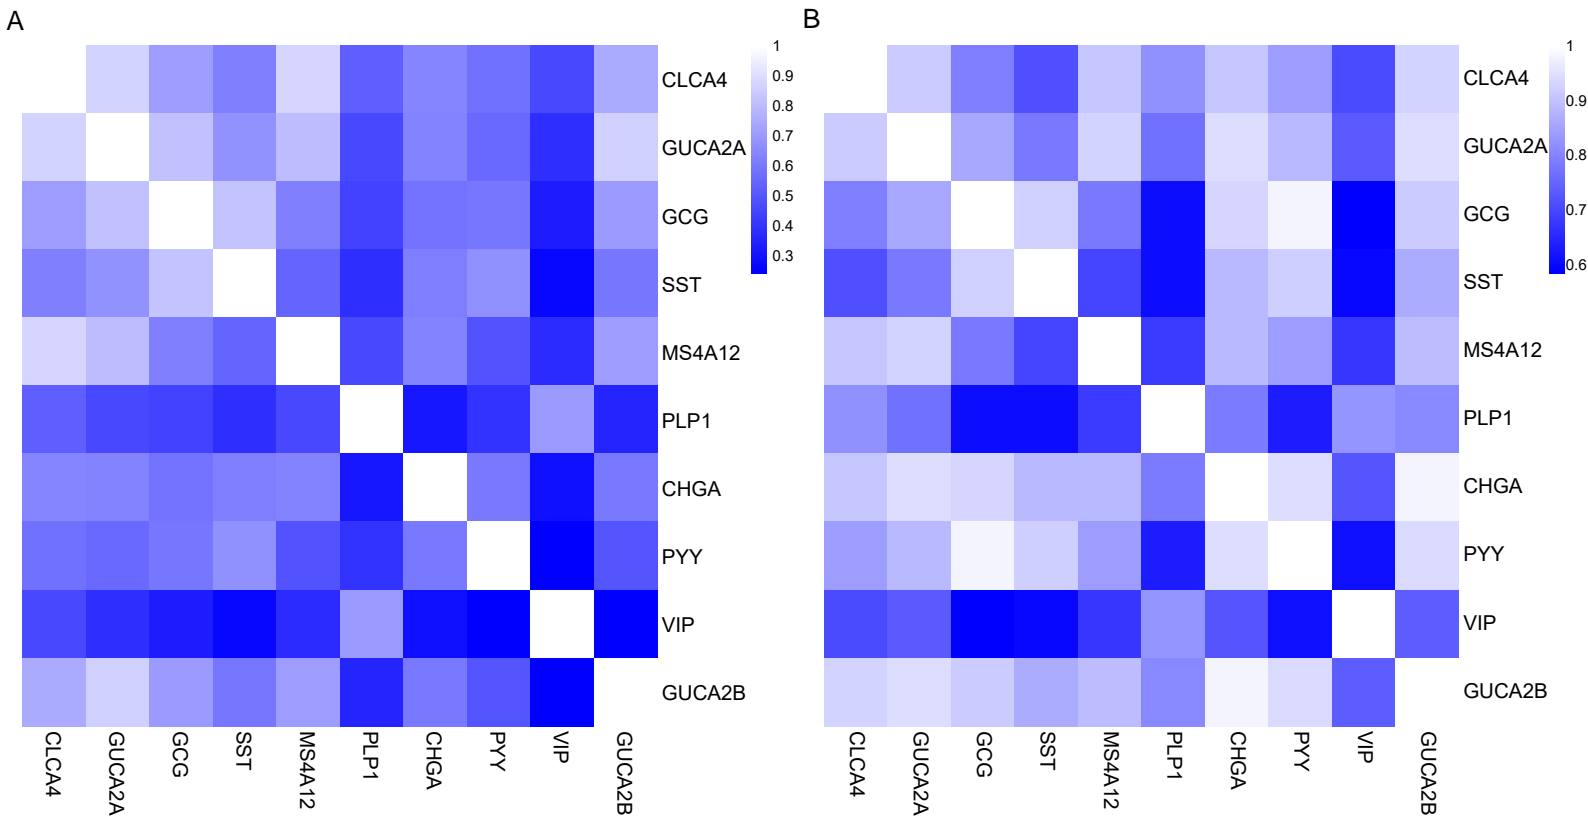 A
B
1
0.9
0.8
0.7
0.6
0.5
0.4
0.3
CLCA4
GUCA2A
GCG
SST
MS4A12
PLP1
CHGA
PYY
VIP
GUCA2B
CLCA4
GUCA2A
GCG
SST
MS4A12
PLP1
CHGA
PYY
VIP
GUCA2B
1
0.9
0.8
0.7
0.6
CLCA4
GUCA2A
GCG
SST
MS4A12
PLP1
CHGA
PYY
VIP
GUCA2B
CLCA4
GUCA2A
GCG
SST
MS4A12
PLP1
CHGA
PYY
VIP
GUCA2B